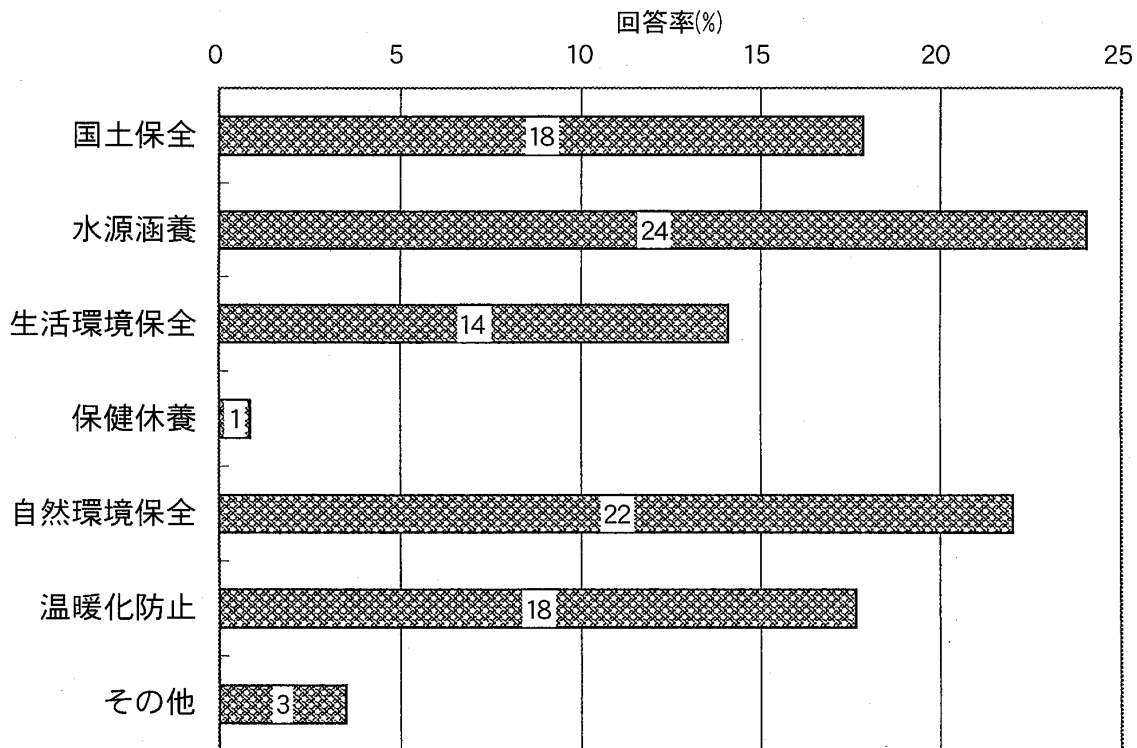 回答率(%)
0 5 10 15 20 25
国土保全 18
水源涵養 24
生活環境保全 14
保健休養 1
自然環境保全 22
温暖化防止 18
その他 3